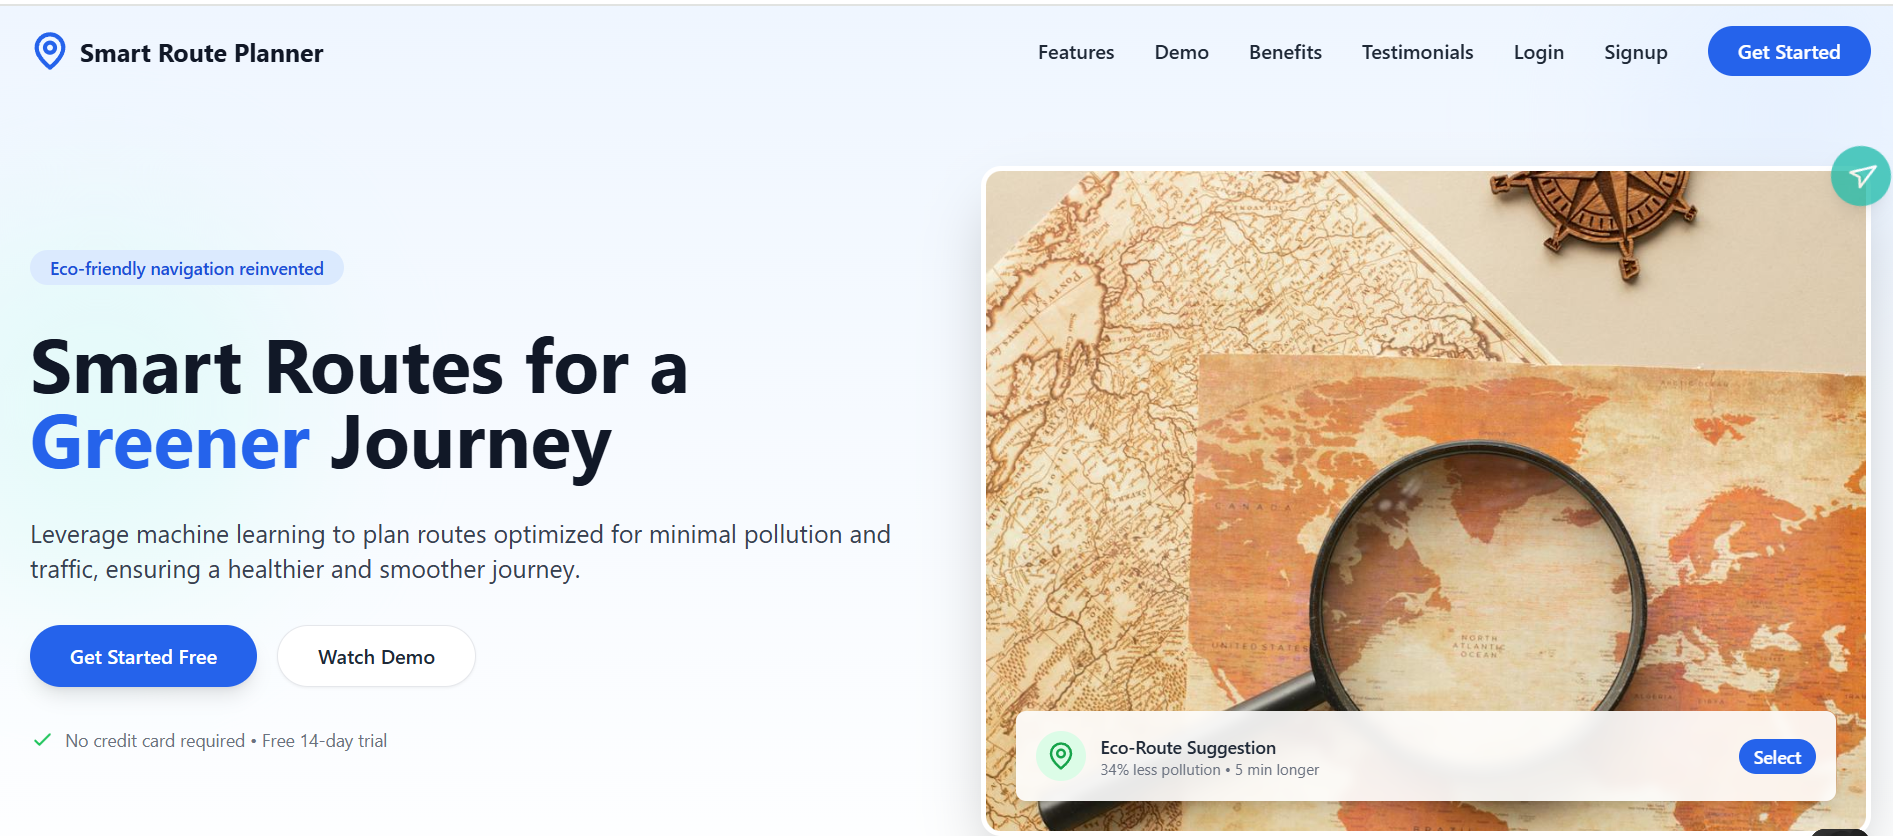 Smart Route Planner
Features
Demo
Benefits
Testimonials
Login
Signup
Get Started
Eco-friendly navigation reinvented
Smart Routes for a
Greener Journey
Leverage machine learning to plan routes optimized for minimal pollution and
traffic, ensuring a healthier and smoother journey.
Get Started Free
Watch Demo
No credit card required • Free 14-day trial
CANADA
UNITED STATES
NORTH
ATLANTIC
OCEAN
Eco-Route Suggestion
34% less pollution • 5 min longer
Select